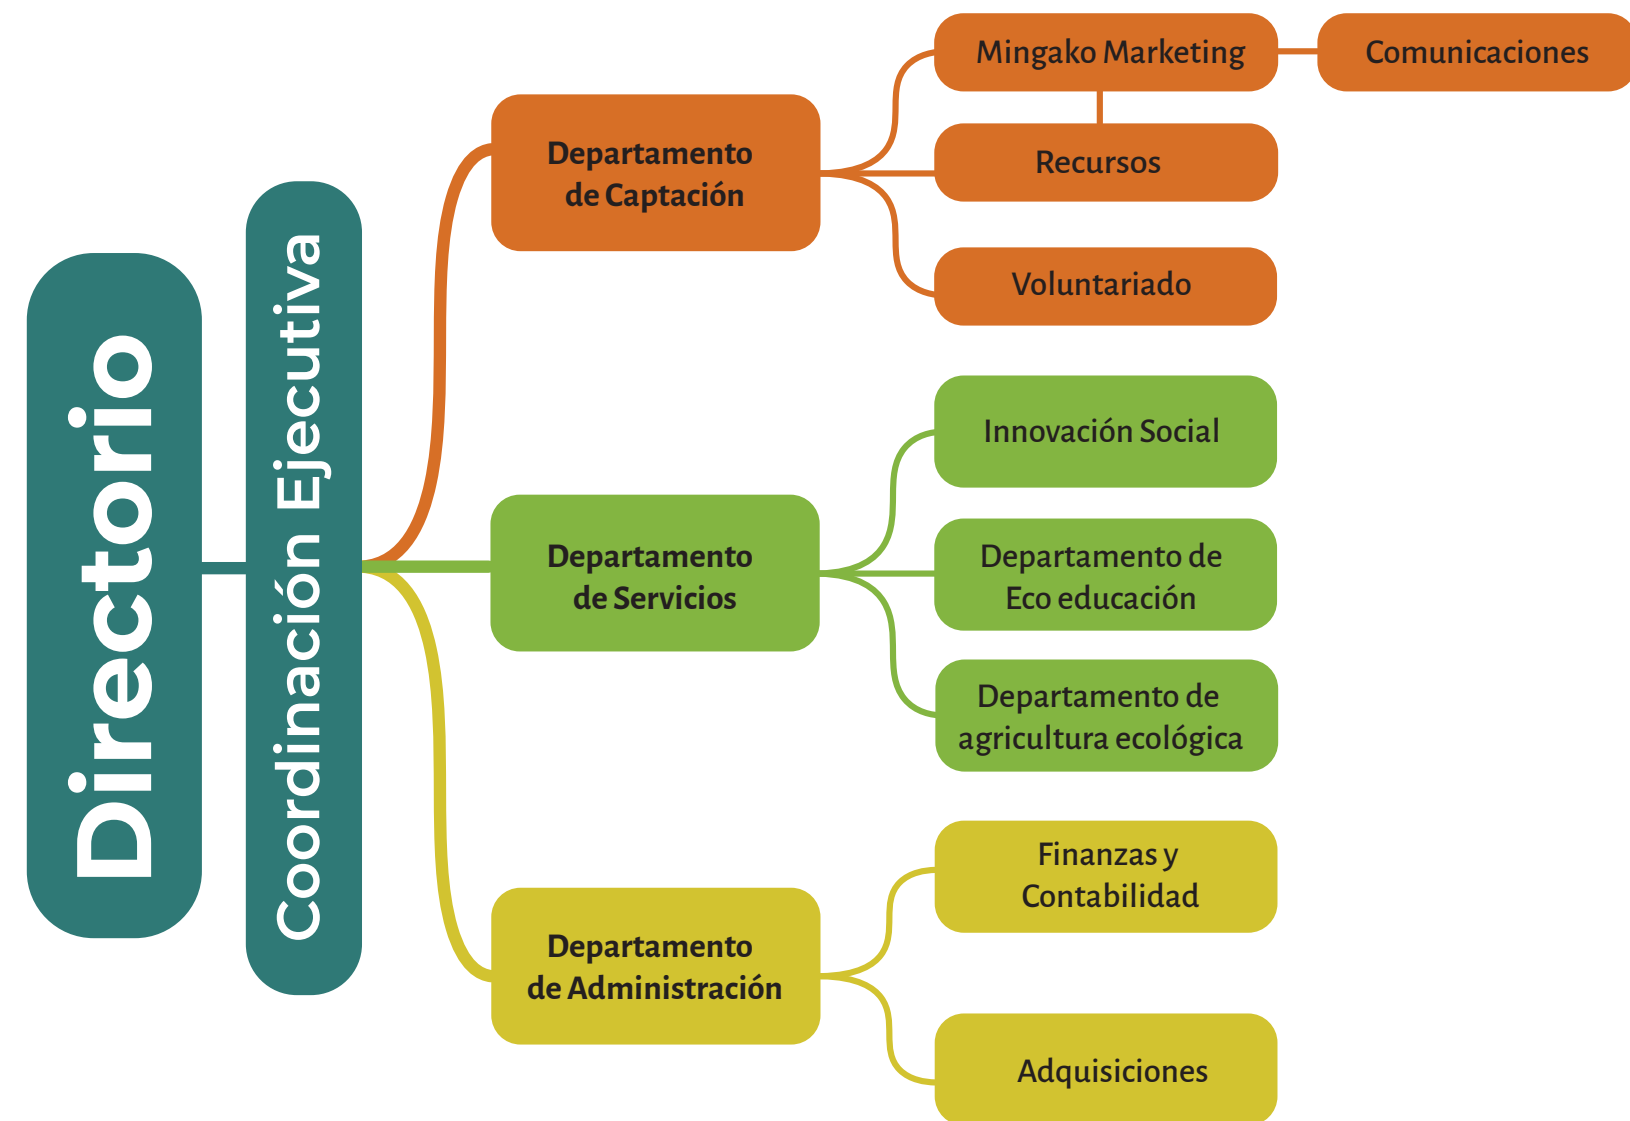 Directorio
Coordinación Ejecutiva
Departamento
de Captación
Mingako Marketing
Comunicaciones
Recursos
Voluntariado
Departamento
de Servicios
Innovación Social
Departamento de
Eco educación
Departamento de
agricultura ecológica
Departamento
de Administración
Finanzas y
Contabilidad
Adquisiciones